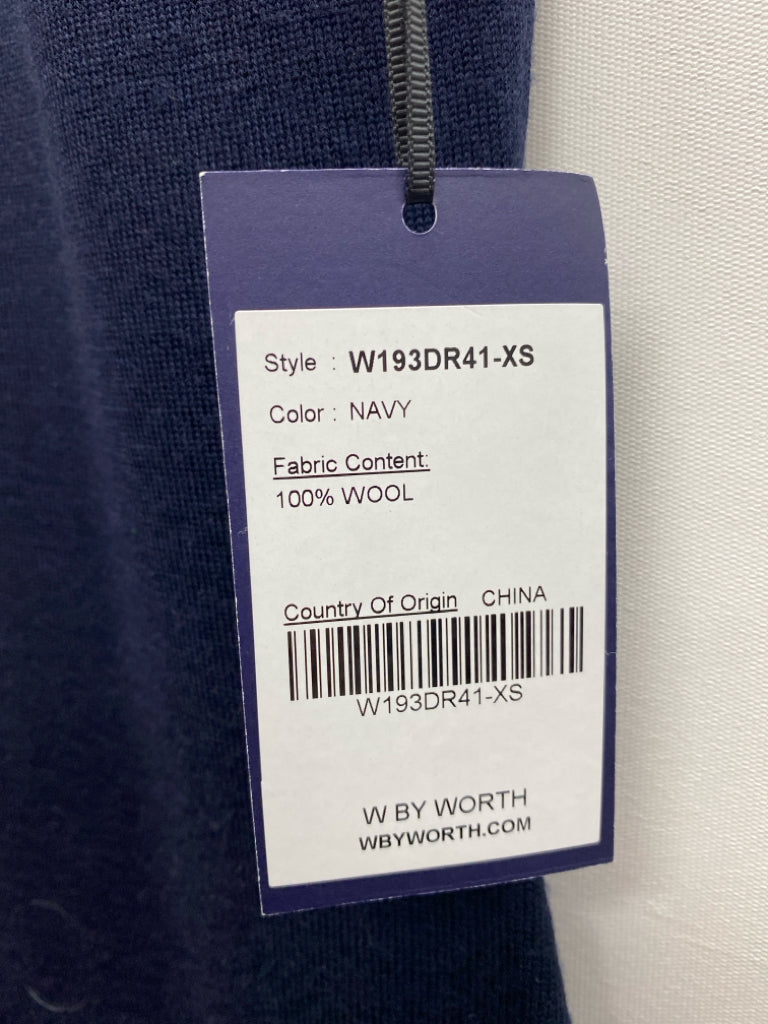 Style : W193DR41-XS
Color : NAVY
Fabric Content:
100% WOOL
Country Of Origin CHINA
W193DR41-XS
W BY WORTH
WBYWORTH.COM